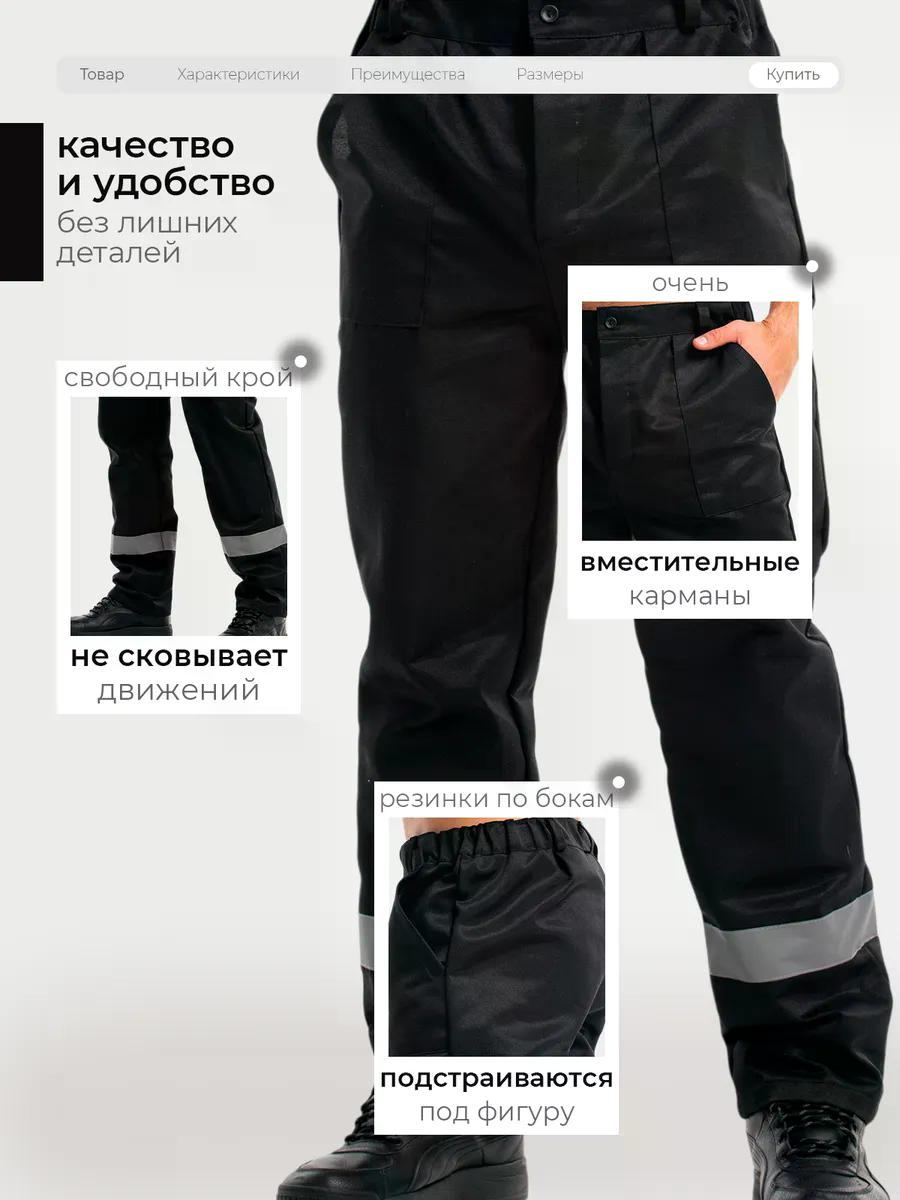 Товар
Характеристики
Преимущества
Размеры
Купить
качество
и удобство
без лишних
деталей
очень
вместительные
карманы
свободный крой
не сковывает
движений
резинки по бокам
подстраиваются
под фигуру